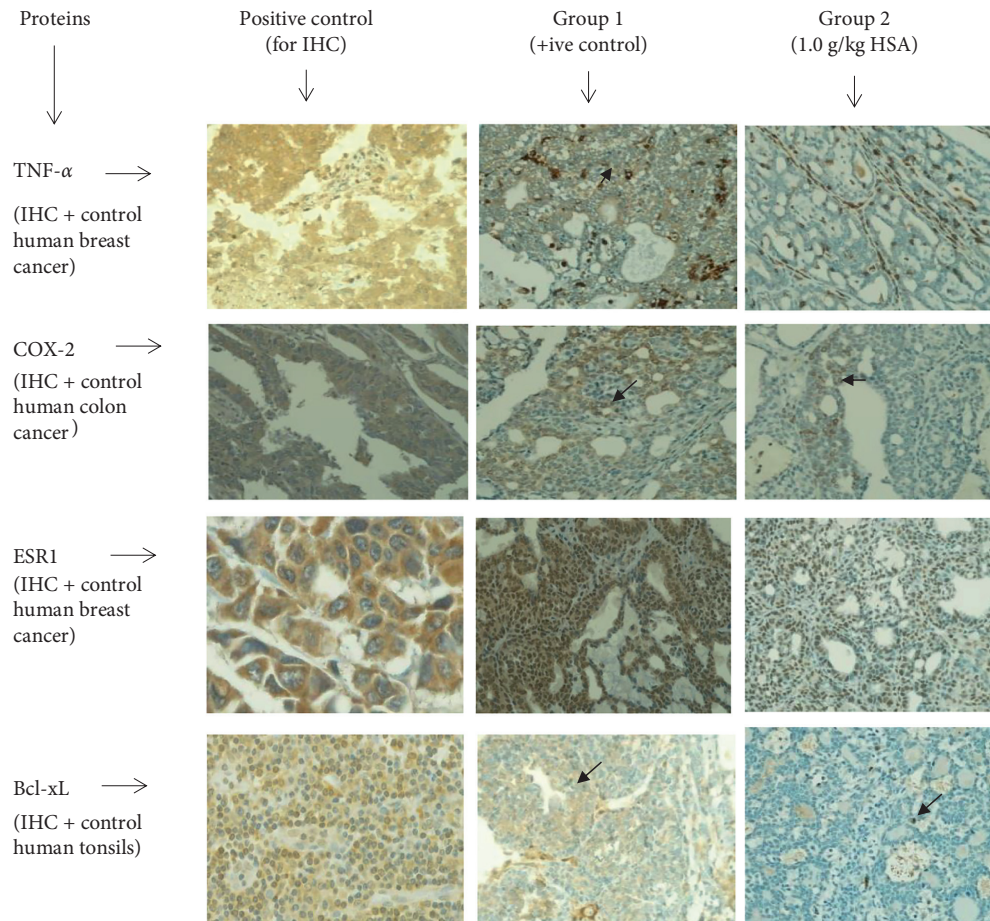 Proteins
Positive control
(for IHC)
Group 1
(+ive control)
Group 2
(1.0 g/kg HSA)
TNF-α
(IHC + control
human breast
cancer)
COX-2
(IHC + control
human colon
cancer)
ESR1
(IHC + control
human breast
cancer)
Bcl-xL
(IHC + control
human tonsils)